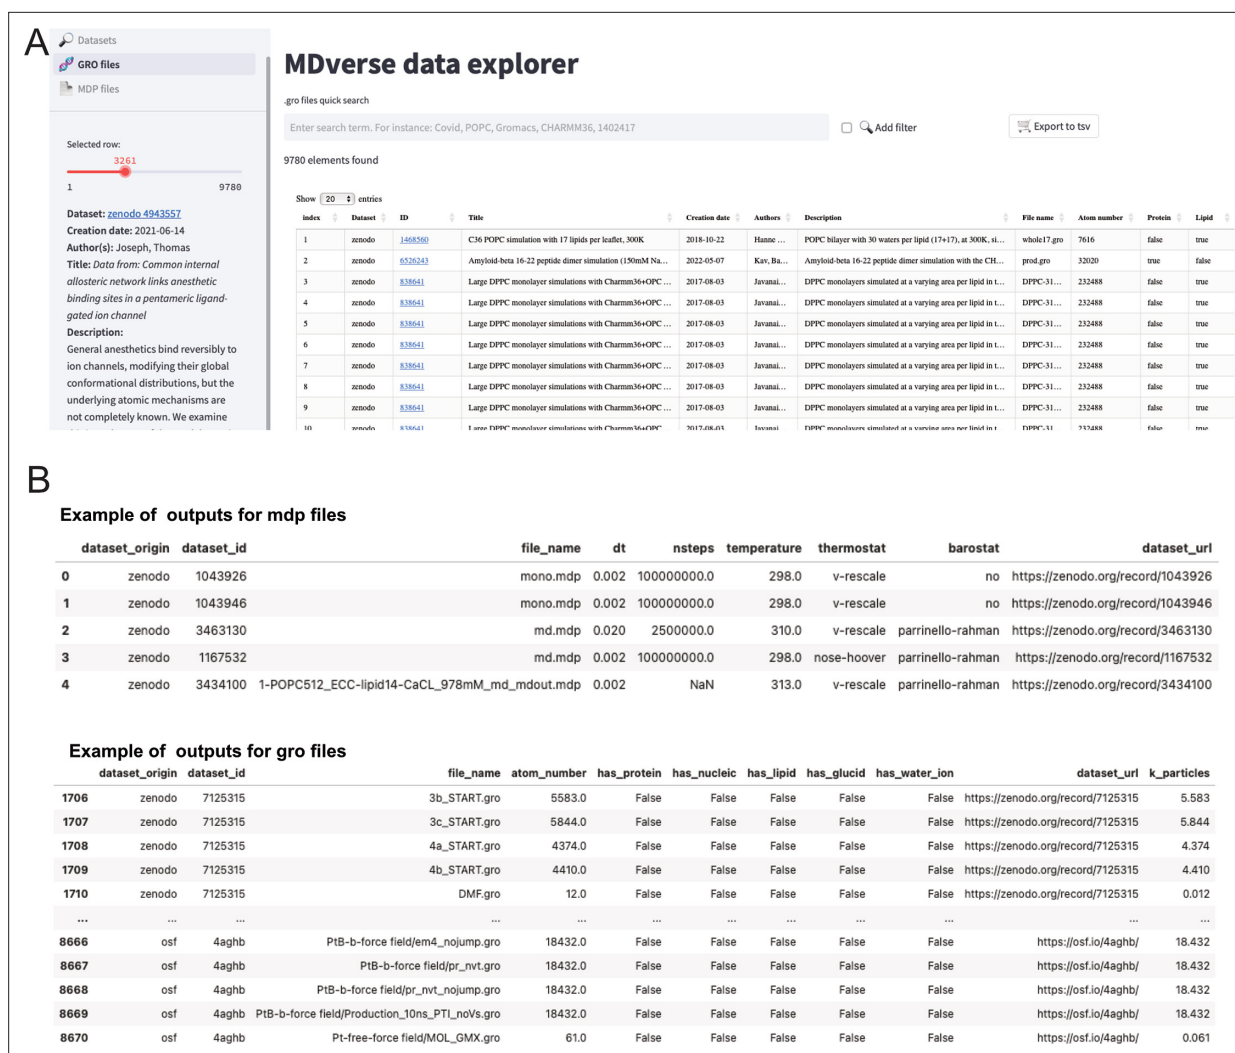 A
Datasets
GRO files
MDP files
Selected row:
3261
1 9780
Dataset: zenodo 4943557
Creation date: 2021-06-14
Author(s): Joseph, Thomas
Title: Data from: Common internal
allosteric network links anesthetic
binding sites in a pentameric ligand-
gated ion channel
Description:
General anesthetics bind reversibly to
ion channels, modifying their global
conformational distributions, but the
underlying atomic mechanisms are
not completely known. We examine
MDverse data explorer
.gro files quick search
Enter search term. For instance: Covid, POPC, Gromacs, CHARMM36, 1402417
Add filter
Export to tsv
9780 elements found
Show 20 entries
index Dataset ID Title Creation date Authors Description File name Atom number Protein Lipid
1 zenodo 1468560 C36 POPC simulation with 17 lipids per leaflet, 300K 2018-10-22 Hanne ... POPC bilayer with 30 waters per lipid (17+17), at 300K, si... whole17.gro 7616 false true
2 zenodo 6526243 Amyloid-beta 16-22 peptide dimer simulation (150mM Na... 2022-05-07 Kav, Ba... Amyloid-beta 16-22 peptide dimer simulation with the CH... prod.gro 32020 true false
3 zenodo 838641 Large DPPC monolayer simulations with Charmm36+OPC ... 2017-08-03 Javanai... DPPC monolayers simulated at a varying area per lipid in t... DPPC-31... 232488 false true
4 zenodo 838641 Large DPPC monolayer simulations with Charmm36+OPC ... 2017-08-03 Javanai... DPPC monolayers simulated at a varying area per lipid in t... DPPC-31... 232488 false true
5 zenodo 838641 Large DPPC monolayer simulations with Charmm36+OPC ... 2017-08-03 Javanai... DPPC monolayers simulated at a varying area per lipid in t... DPPC-31... 232488 false true
6 zenodo 838641 Large DPPC monolayer simulations with Charmm36+OPC ... 2017-08-03 Javanai... DPPC monolayers simulated at a varying area per lipid in t... DPPC-31... 232488 false true
7 zenodo 838641 Large DPPC monolayer simulations with Charmm36+OPC ... 2017-08-03 Javanai... DPPC monolayers simulated at a varying area per lipid in t... DPPC-31... 232488 false true
8 zenodo 838641 Large DPPC monolayer simulations with Charmm36+OPC ... 2017-08-03 Javanai... DPPC monolayers simulated at a varying area per lipid in t... DPPC-31... 232488 false true
9 zenodo 838641 Large DPPC monolayer simulations with Charmm36+OPC ... 2017-08-03 Javanai... DPPC monolayers simulated at a varying area per lipid in t... DPPC-31... 232488 false true
10 zenodo 838641 Large DPPC monolayer simulations with Charmm36+OPC ... 2017-08-03 Javanai... DPPC monolayers simulated at a varying area per lipid in t... DPPC-31... 232488 false true
B
Example of outputs for mdp files
dataset_origin dataset_id file_name dt nsteps temperature thermostat barostat dataset_url
0 zenodo 1043926 mono.mdp 0.002 100000000.0 298.0 v-rescale no https://zenodo.org/record/1043926
1 zenodo 1043946 mono.mdp 0.002 100000000.0 298.0 v-rescale no https://zenodo.org/record/1043946
2 zenodo 3463130 md.mdp 0.020 2500000.0 310.0 v-rescale parrinello-rahman https://zenodo.org/record/3463130
3 zenodo 1167532 md.mdp 0.002 100000000.0 298.0 nose-hoover parrinello-rahman https://zenodo.org/record/1167532
4 zenodo 3434100 1-POPC512_ECC-lipid14-CaCL_978mM_md_mdout.mdp 0.002 NaN 313.0 v-rescale parrinello-rahman https://zenodo.org/record/3434100
Example of outputs for gro files
dataset_origin dataset_id file_name atom_number has_protein has_nucleic has_lipid has_glucid has_water_ion dataset_url k_particles
1706 zenodo 7125315 3b_START.gro 5583.0 False False False False False https://zenodo.org/record/7125315 5.583
1707 zenodo 7125315 3c_START.gro 5844.0 False False False False False https://zenodo.org/record/7125315 5.844
1708 zenodo 7125315 4a_START.gro 4374.0 False False False False False https://zenodo.org/record/7125315 4.374
1709 zenodo 7125315 4b_START.gro 4410.0 False False False False False https://zenodo.org/record/7125315 4.410
1710 zenodo 7125315 DMF.gro 12.0 False False False False False https://zenodo.org/record/7125315 0.012
... ... ... ... ... ... ... ... ... ... ... ...
8666 osf 4aghb PtB-b-force field/em4_nojump.gro 18432.0 False False False False False https://osf.io/4aghb/ 18.432
8667 osf 4aghb PtB-b-force field/pr_nvt.gro 18432.0 False False False False False https://osf.io/4aghb/ 18.432
8668 osf 4aghb PtB-b-force field/pr_nvt_nojump.gro 18432.0 False False False False False https://osf.io/4aghb/ 18.432
8669 osf 4aghb PtB-b-force field/Production_10ns_PTI_noVs.gro 18432.0 False False False False False https://osf.io/4aghb/ 18.432
8670 osf 4aghb Pt-free-force field/MOL_GMX.gro 61.0 False False False False False https://osf.io/4aghb/ 0.061